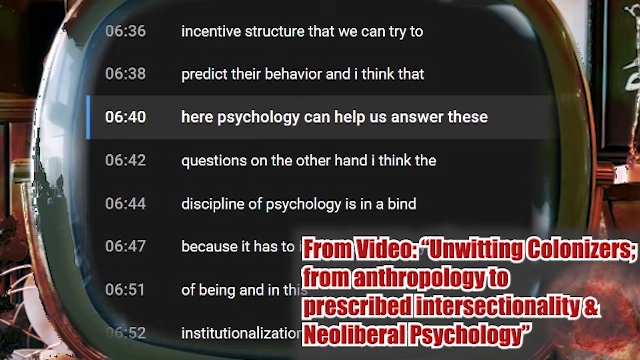 06:36 incentive structure that we can try to
06:38 predict their behavior and i think that
06:40 here psychology can help us answer these
06:42 questions on the other hand i think the
06:44 discipline of psychology is in a bind
06:47 because it has to
06:51 of being and in this
06:52 institutionalization
From Video: “Unwitting Colonizers;
from anthropology to
prescribed intersectionality &
Neoliberal Psychology”